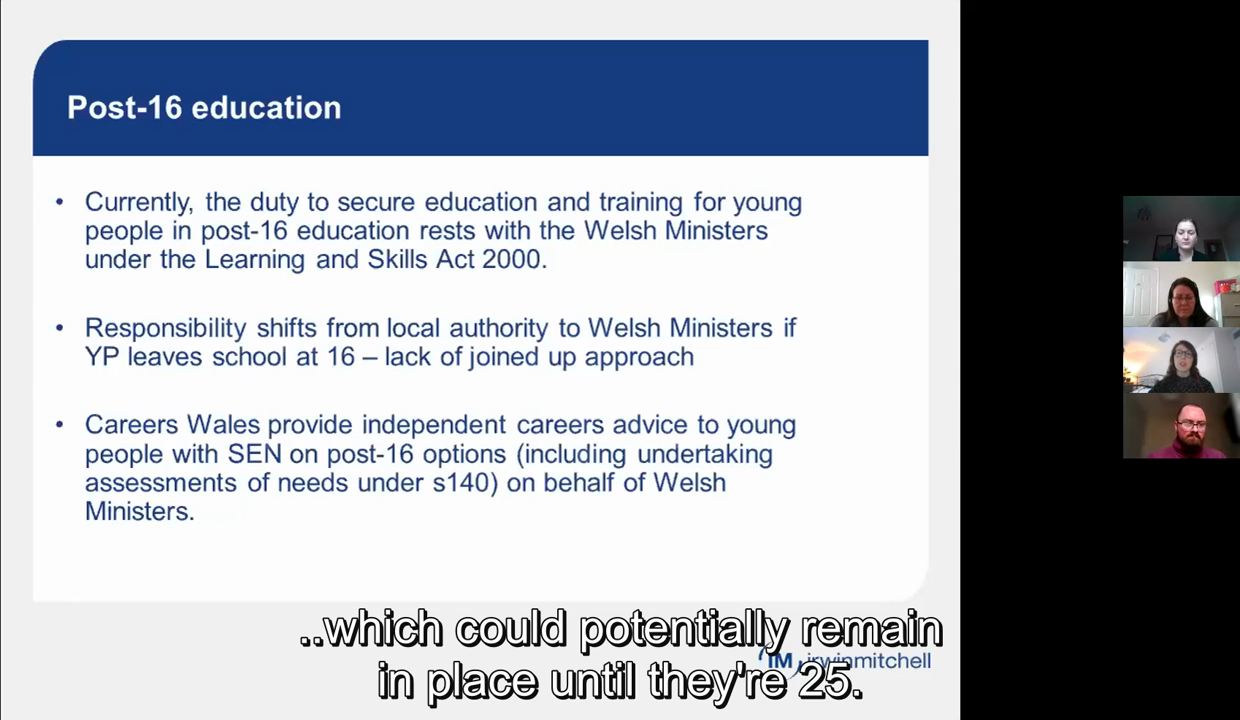 Post-16 education
• Currently, the duty to secure education and training for young
people in post-16 education rests with the Welsh Ministers
under the Learning and Skills Act 2000.
• Responsibility shifts from local authority to Welsh Ministers if
YP leaves school at 16 – lack of joined up approach
• Careers Wales provide independent careers advice to young
people with SEN on post-16 options (including undertaking
assessments of needs under s140) on behalf of Welsh
Ministers.
..which could potentially remain
in place until they're 25.
IM irwinmitchell